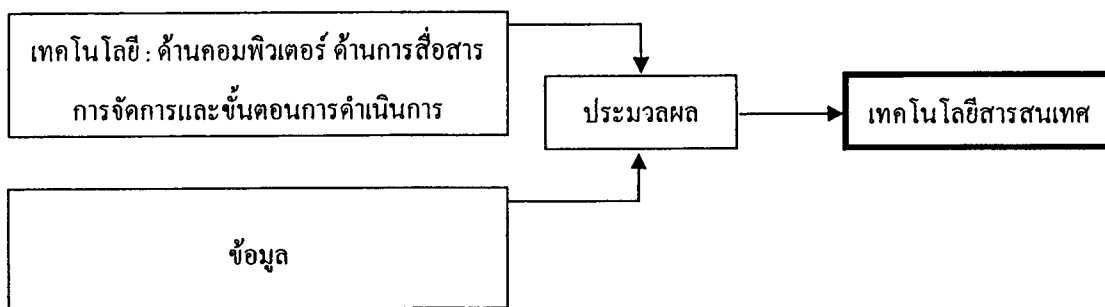 เทคโนโลยี : ด้านคอมพิวเตอร์ ด้านการสื่อสาร
การจัดการและขั้นตอนการดำเนินการ
ประมวลผล
เทคโนโลยีสารสนเทศ
ข้อมูล